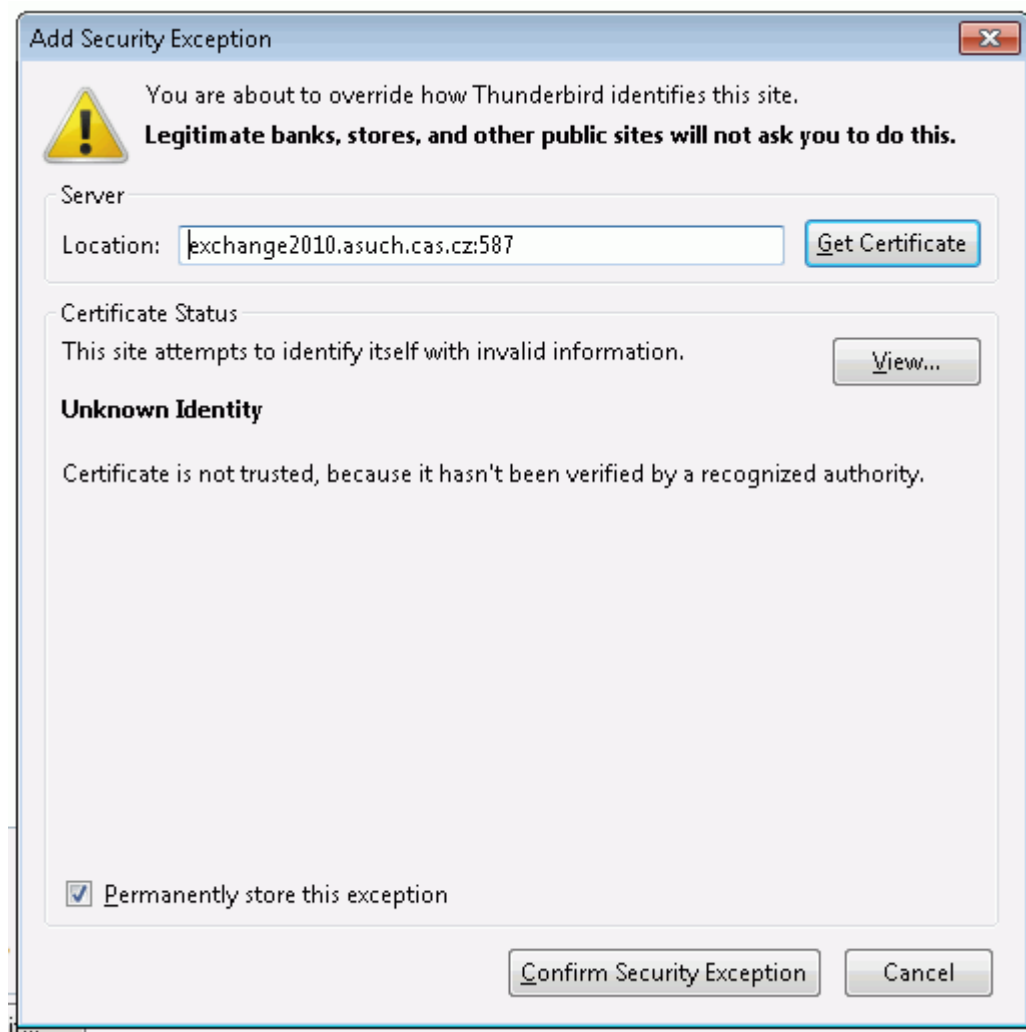 Add Security Exception
You are about to override how Thunderbird identifies this site.
Legitimate banks, stores, and other public sites will not ask you to do this.
Server
Location: exchange2010.asuch.cas.cz:587 Get Certificate
Certificate Status
This site attempts to identify itself with invalid information. View...
Unknown Identity
Certificate is not trusted, because it hasn't been verified by a recognized authority.
Permanently store this exception
Confirm Security Exception Cancel